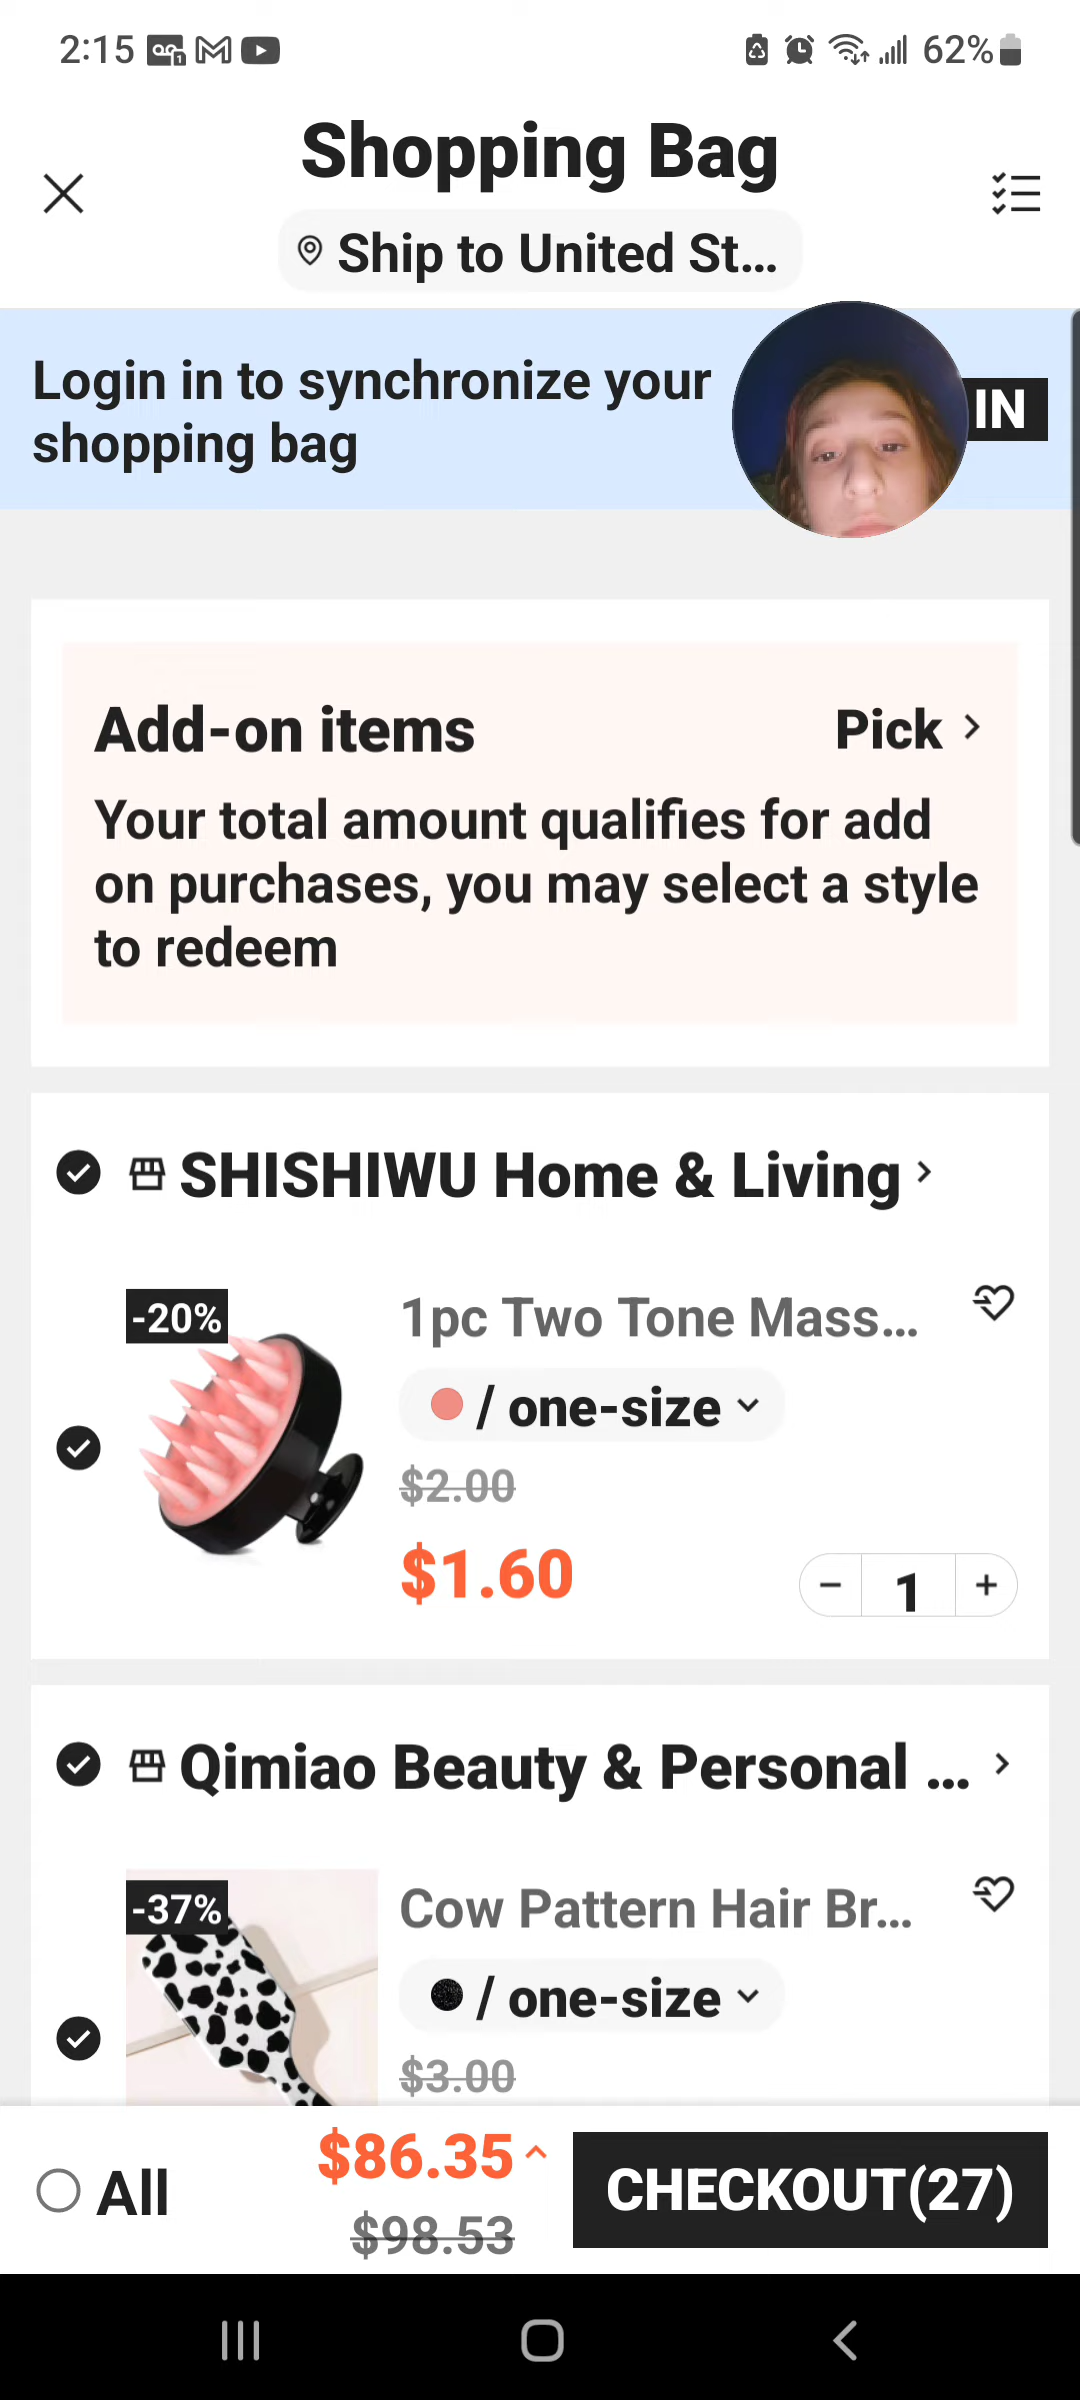 2:15
62%
Shopping Bag
Ship to United St...
Login in to synchronize your
shopping bag
IN
Add-on items
Pick
Your total amount qualifies for add
on purchases, you may select a style
to redeem
SHISHIWU Home & Living
-20%
1pc Two Tone Mass...
/ one-size
$2.00
$1.60
1
Qimiao Beauty & Personal ...
-37%
Cow Pattern Hair Br...
/ one-size
$3.00
All
$86.35
$98.53
CHECKOUT(27)